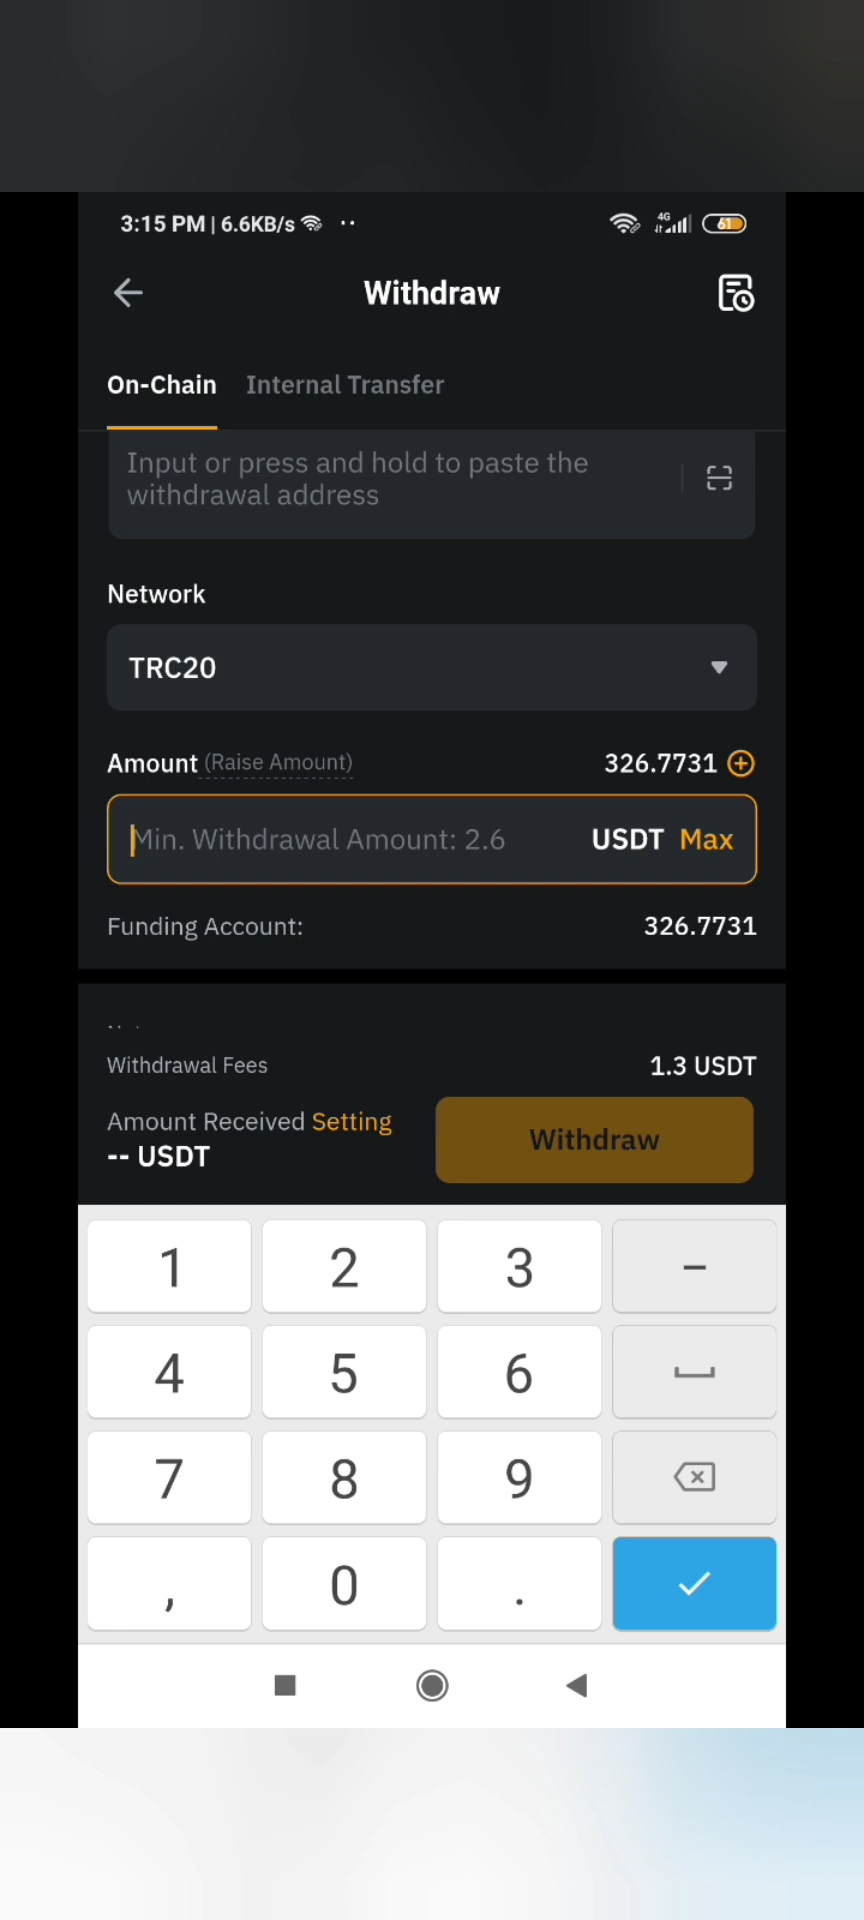 3:15 PM | 6.6KB/s
4G
61
Withdraw
On-Chain Internal Transfer
Input or press and hold to paste the
withdrawal address
Network
TRC20
Amount (Raise Amount) 326.7731
Min. Withdrawal Amount: 2.6 USDT Max
Funding Account: 326.7731
Withdrawal Fees 1.3 USDT
Amount Received Setting
-- USDT
Withdraw
1 2 3 –
4 5 6
7 8 9
, 0 .